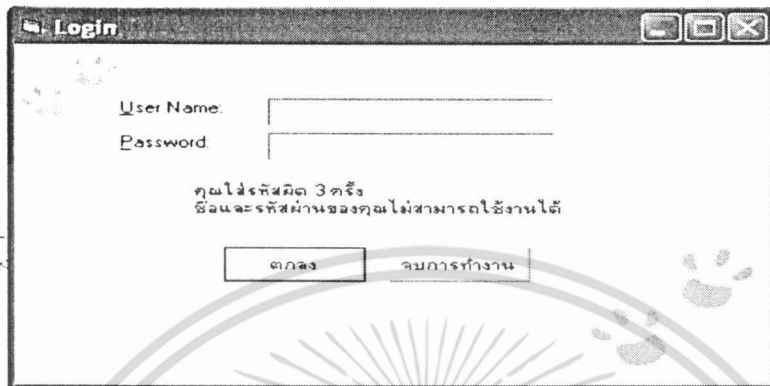 Login
User Name:
Password:
คุณใส่รหัสผิด 3 ครั้ง
ชื่อและรหัสผ่านของคุณไม่สามารถใช้งานได้
ตกลง
จบการทำงาน